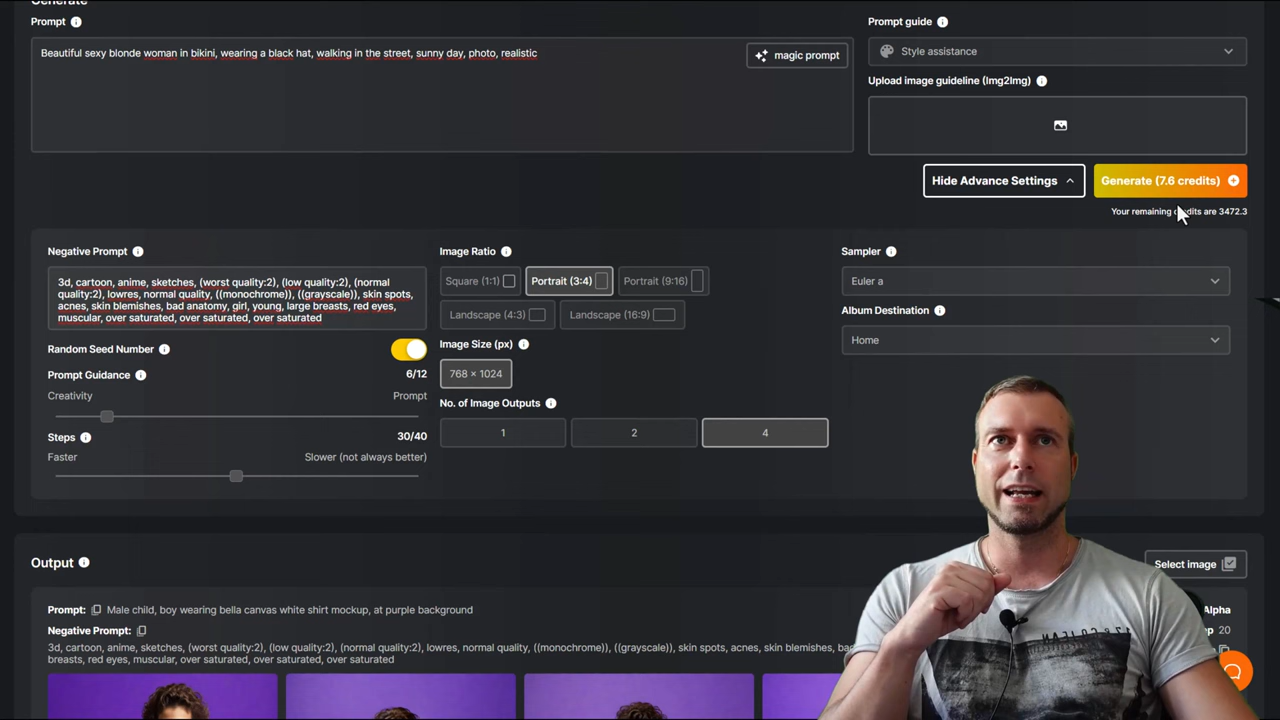 Generate
Prompt
Prompt guide
Beautiful sexy blonde woman in bikini, wearing a black hat, walking in the street, sunny day, photo, realistic
magic prompt
Style assistance
Upload image guideline (Img2Img)
Hide Advance Settings
Generate (7.6 credits)
Your remaining credits are 3472.3
Negative Prompt
3d, cartoon, anime, sketches, (worst quality:2), (low quality:2), (normal
quality:2), lowres, normal quality, ((monochrome)), ((grayscale)), skin spots,
acnes, skin blemishes, bad anatomy, girl, young, large breasts, red eyes,
muscular, over saturated, over saturated, over saturated
Random Seed Number
Prompt Guidance
6/12
Creativity
Prompt
Steps
30/40
Faster
Slower (not always better)
Image Ratio
Square (1:1)
Portrait (3:4)
Portrait (9:16)
Landscape (4:3)
Landscape (16:9)
Image Size (px)
768 × 1024
No. of Image Outputs
1
2
4
Sampler
Euler a
Album Destination
Home
Output
Select image
Prompt: Male child, boy wearing bella canvas white shirt mockup, at purple background
Alpha
Negative Prompt:
20
3d, cartoon, anime, sketches, (worst quality:2), (low quality:2), (normal quality:2), lowres, normal quality, ((monochrome)), ((grayscale)), skin spots, acnes, skin blemishes, bad
breasts, red eyes, muscular, over saturated, over saturated, over saturated